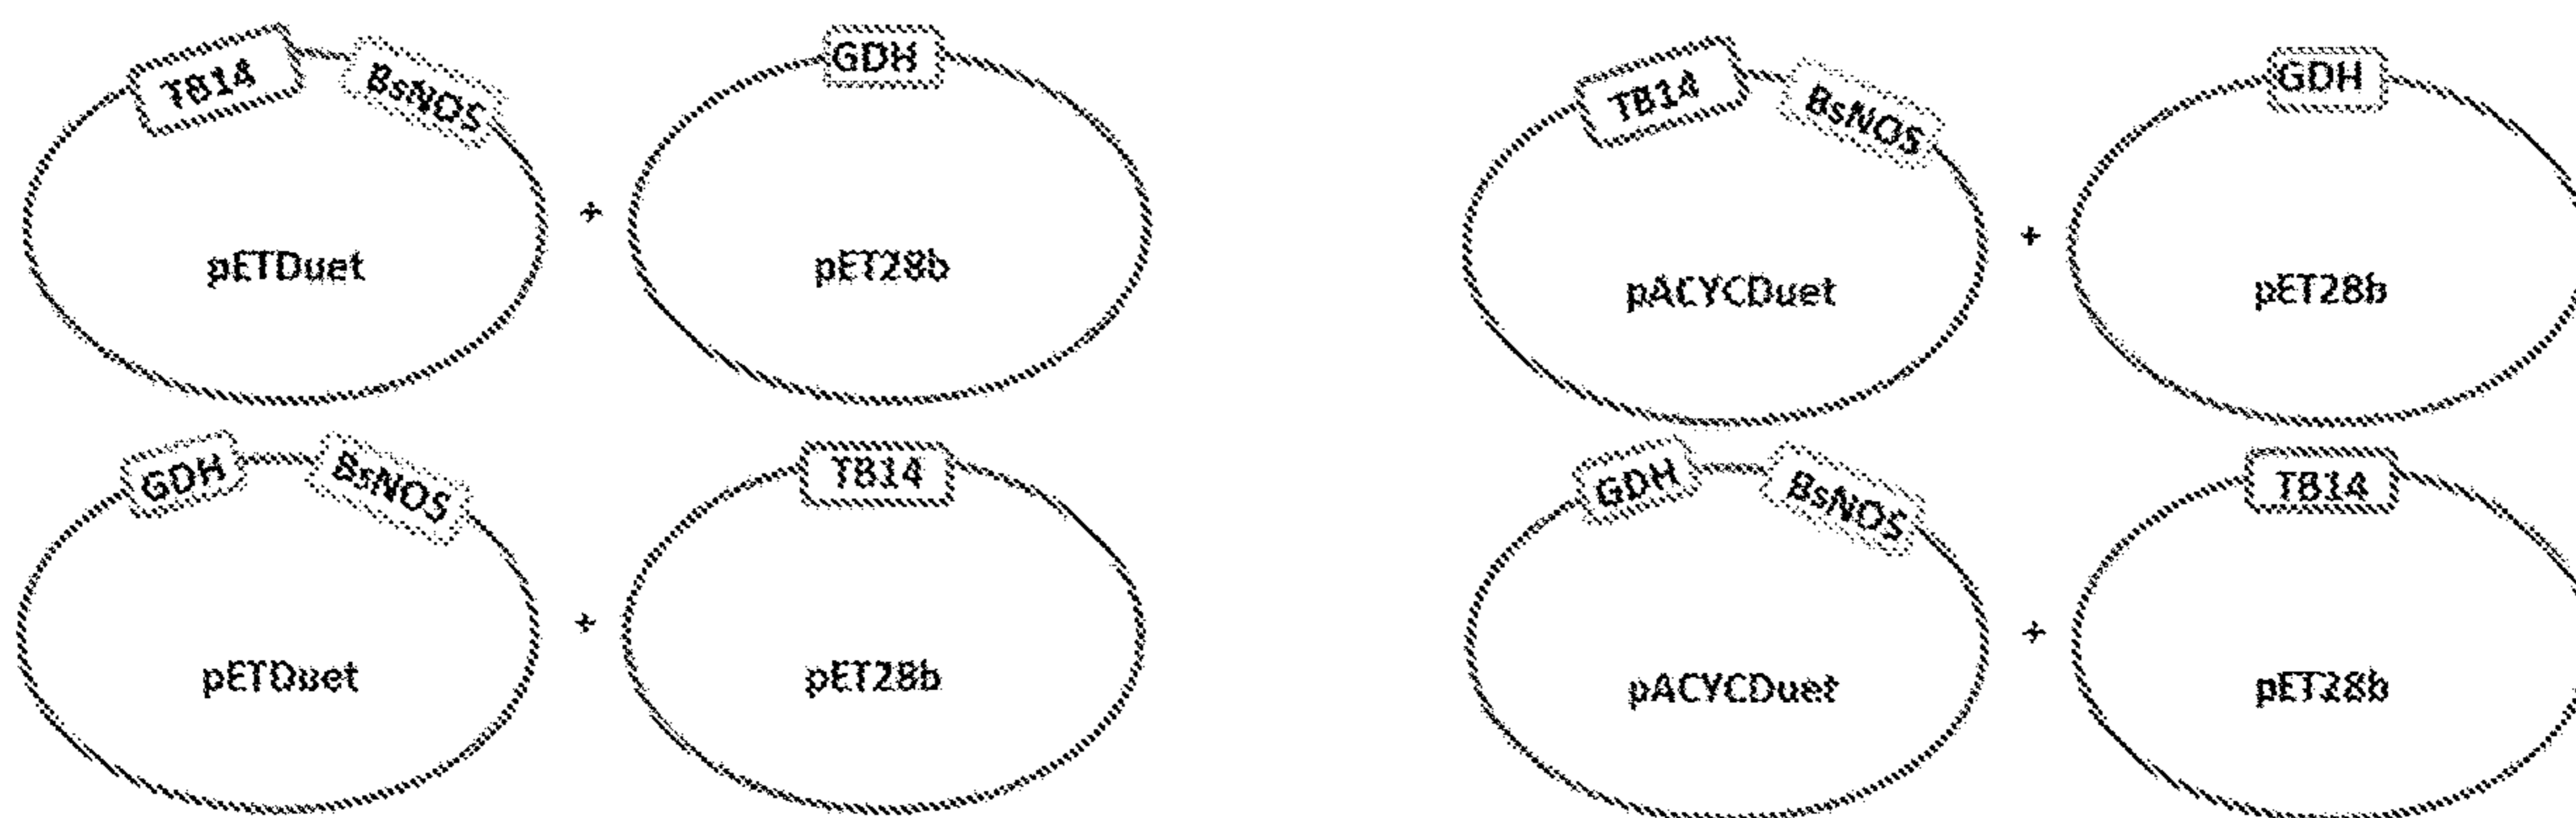 TB14 BsNOS
pETDuet
+
GDH
pET28b
TB14 BsNOS
pACYCDuet
+
GDH
pET28b
GDH BsNOS
pETDuet
+
TB14
pET28b
GDH BsNOS
pACYCDuet
+
TB14
pET28b